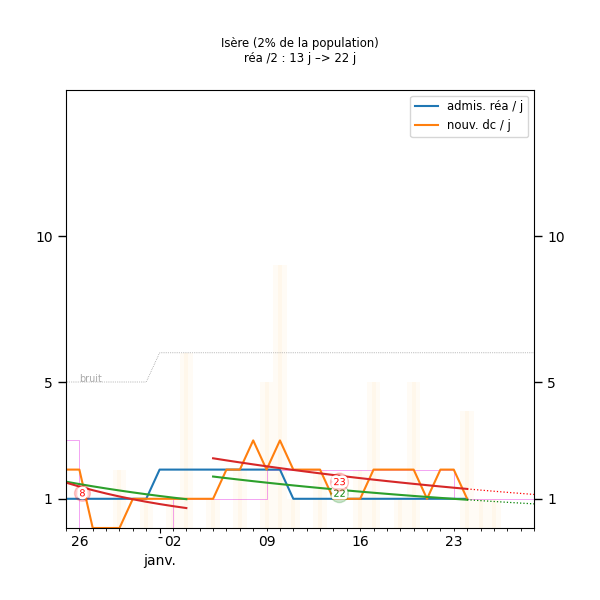 Isère (2% de la population)
réa /2 : 13 j –> 22 j
admis. réa / j
nouv. dc / j
10
10
bruit
5
5
23
8
22
1
1
26
02
09
16
23
janv.